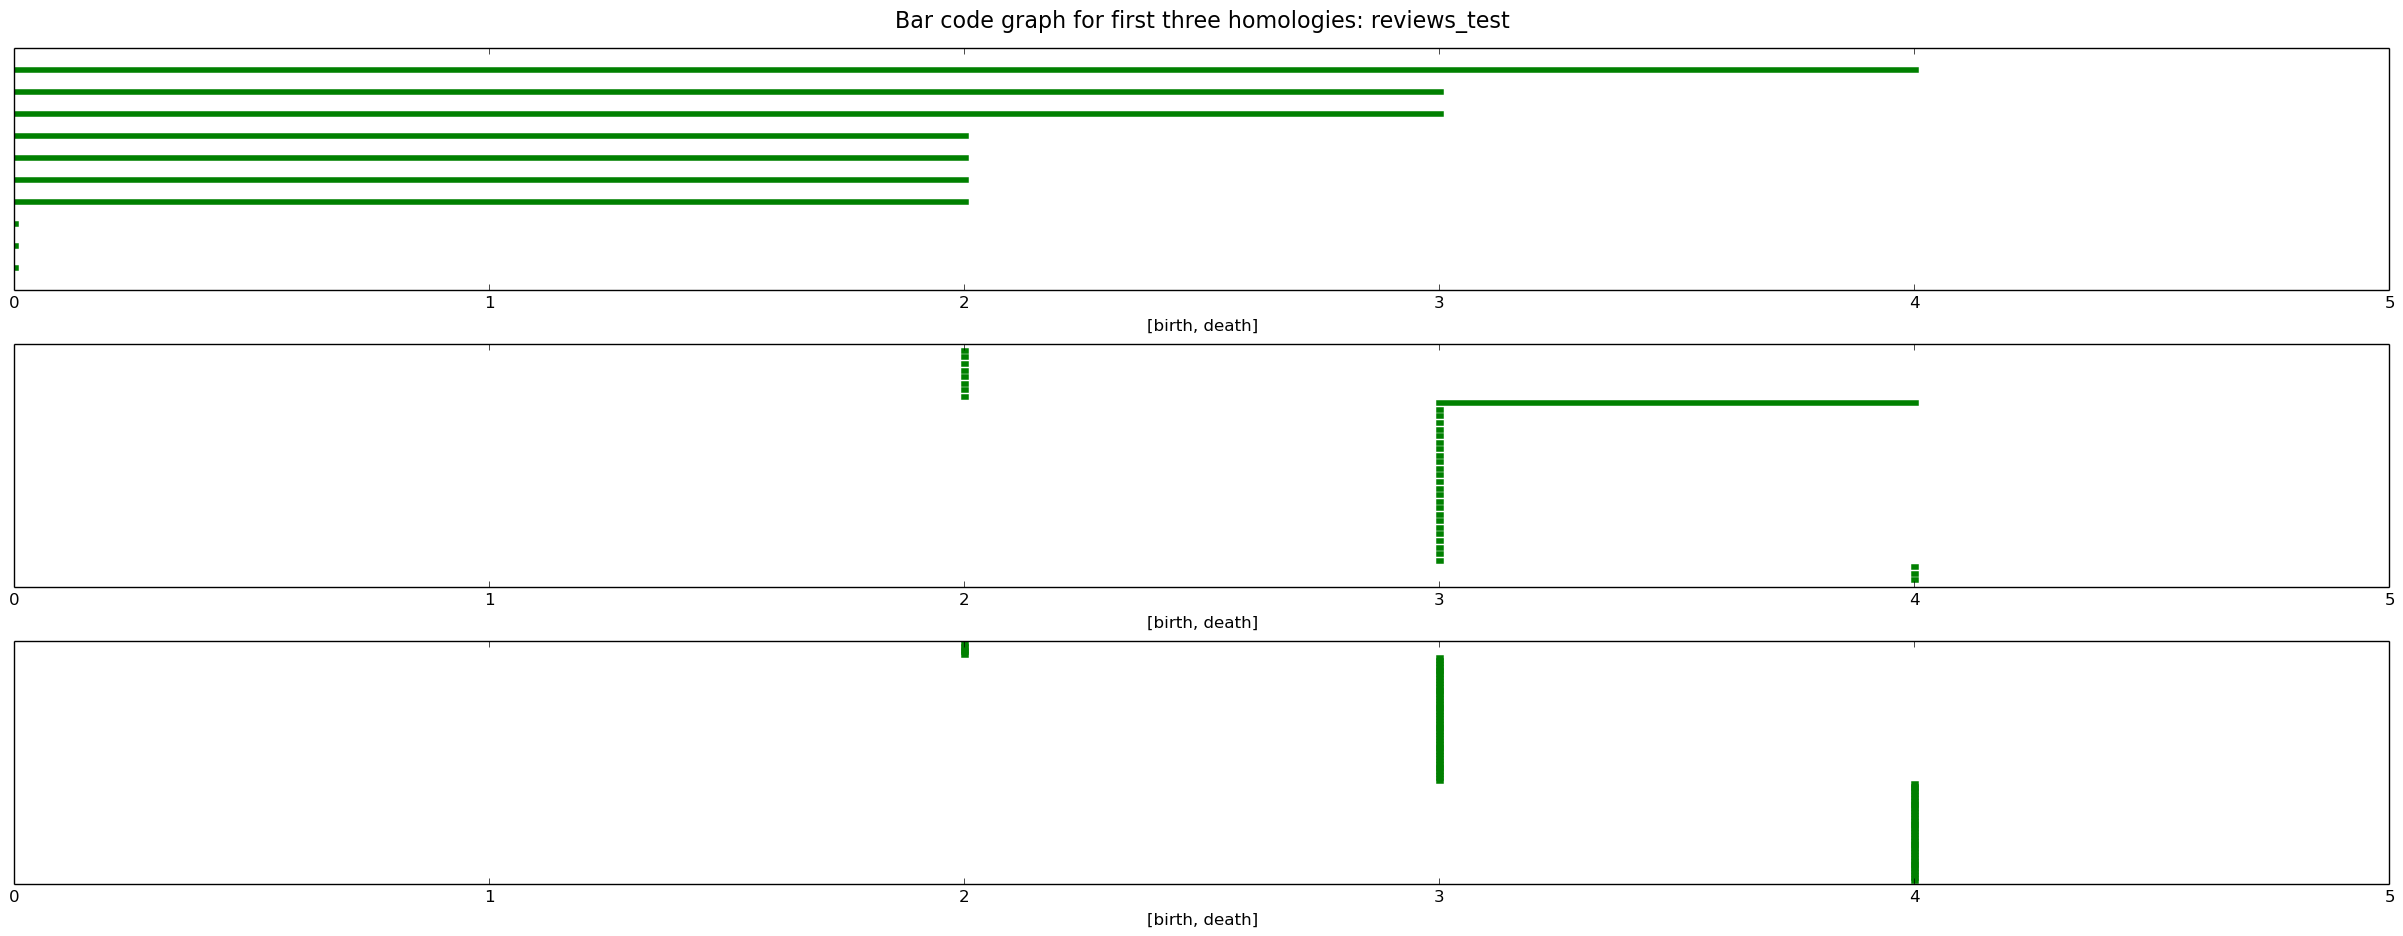 Bar code graph for first three homologies: reviews_test
0 1 2 3 4 5
[birth, death]
0 1 2 3 4 5
[birth, death]
0 1 2 3 4 5
[birth, death]